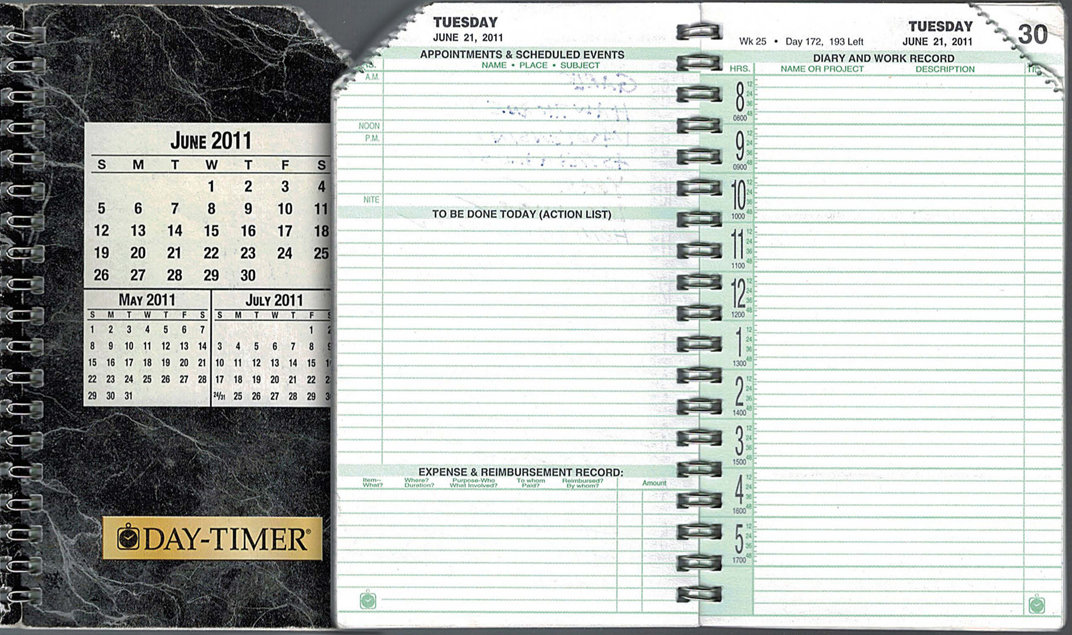 JUNE 2011
S M T W T F S
1 2 3 4
5 6 7 8 9 10 11
12 13 14 15 16 17 18
19 20 21 22 23 24 25
26 27 28 29 30
MAY 2011
S M T W T F S
1 2 3 4 5 6 7
8 9 10 11 12 13 14
15 16 17 18 19 20 21
22 23 24 25 26 27 28
29 30 31
JULY 2011
S M T W T F
1
3 4 5 6 7 8
10 11 12 13 14 15
17 18 19 20 21 22
24/31 25 26 27 28 29
DAY-TIMER®
TUESDAY
JUNE 21, 2011
APPOINTMENTS & SCHEDULED EVENTS
NAME • PLACE • SUBJECT
A.M.
NOON
P.M.
NITE
TO BE DONE TODAY (ACTION LIST)
EXPENSE & REIMBURSEMENT RECORD:
Item-- Where? Purpose-Who To whom Reimbursed? Amount
What? Duration? What Involved? Paid? By whom?
TUESDAY
Wk 25 • Day 172, 193 Left JUNE 21, 2011
30
DIARY AND WORK RECORD
HRS. NAME OR PROJECT DESCRIPTION
8
0800
9
0900
10
1000
11
1100
12
1200
1
1300
2
1400
3
1500
4
1600
5
1700